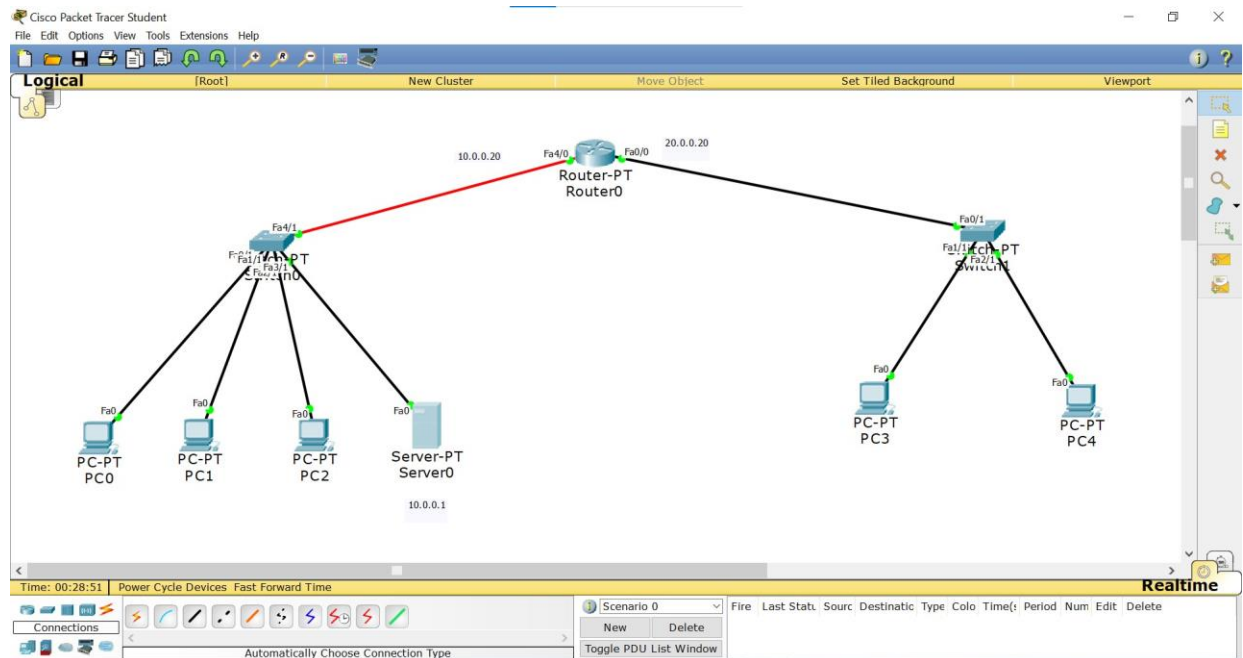 Cisco Packet Tracer Student
File Edit Options View Tools Extensions Help
Logical [Root] New Cluster Move Object Set Tiled Background Viewport
10.0.0.20 Fa4/0 Fa0/0 20.0.0.20
Router-PT
Router0
Fa4/1 Fa0/1
Fa1/1 Fa3/1 PT Fa1/1 Fa2/1 PT
Switch1
Fa0 Fa0 Fa0 Fa0 Fa0 Fa0
PC-PT PC-PT PC-PT Server-PT PC-PT PC-PT
PC0 PC1 PC2 Server0 PC3 PC4
10.0.0.1
Time: 00:28:51 Power Cycle Devices Fast Forward Time Realtime
Connections
Automatically Choose Connection Type
Scenario 0
New Delete
Toggle PDU List Window
Fire Last Statu Sourc Destinatic Type Colo Time(s Period Num Edit Delete